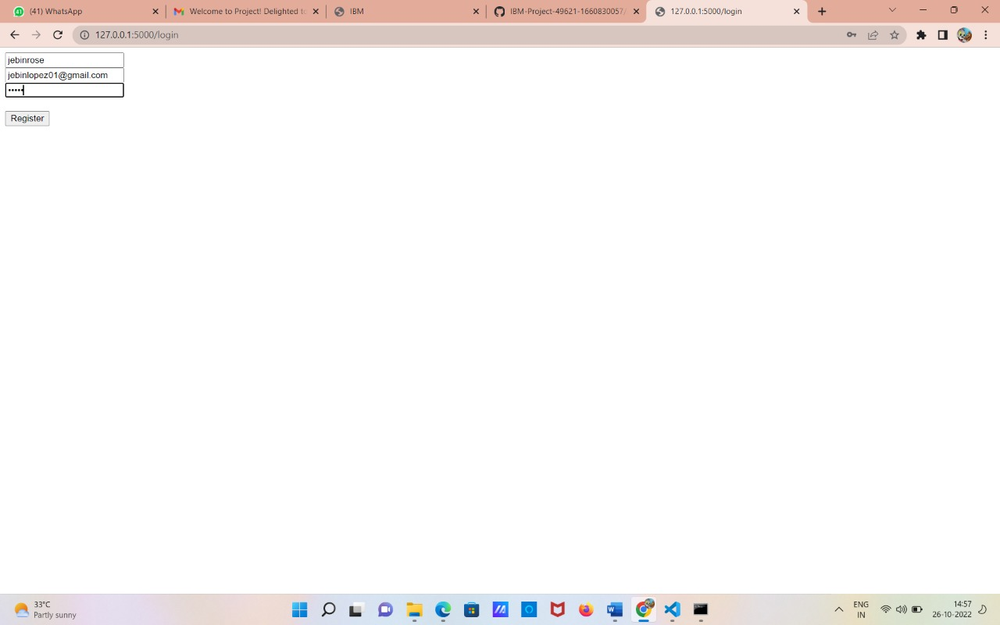 (41) WhatsApp
Welcome to Project! Delighted to
IBM
IBM-Project-49621-1660830057/
127.0.0.1:5000/login
127.0.0.1:5000/login
jebinrose
jebinlopez01@gmail.com
•••••
Register
33°C
Partly sunny
ENG
IN
14:57
26-10-2022